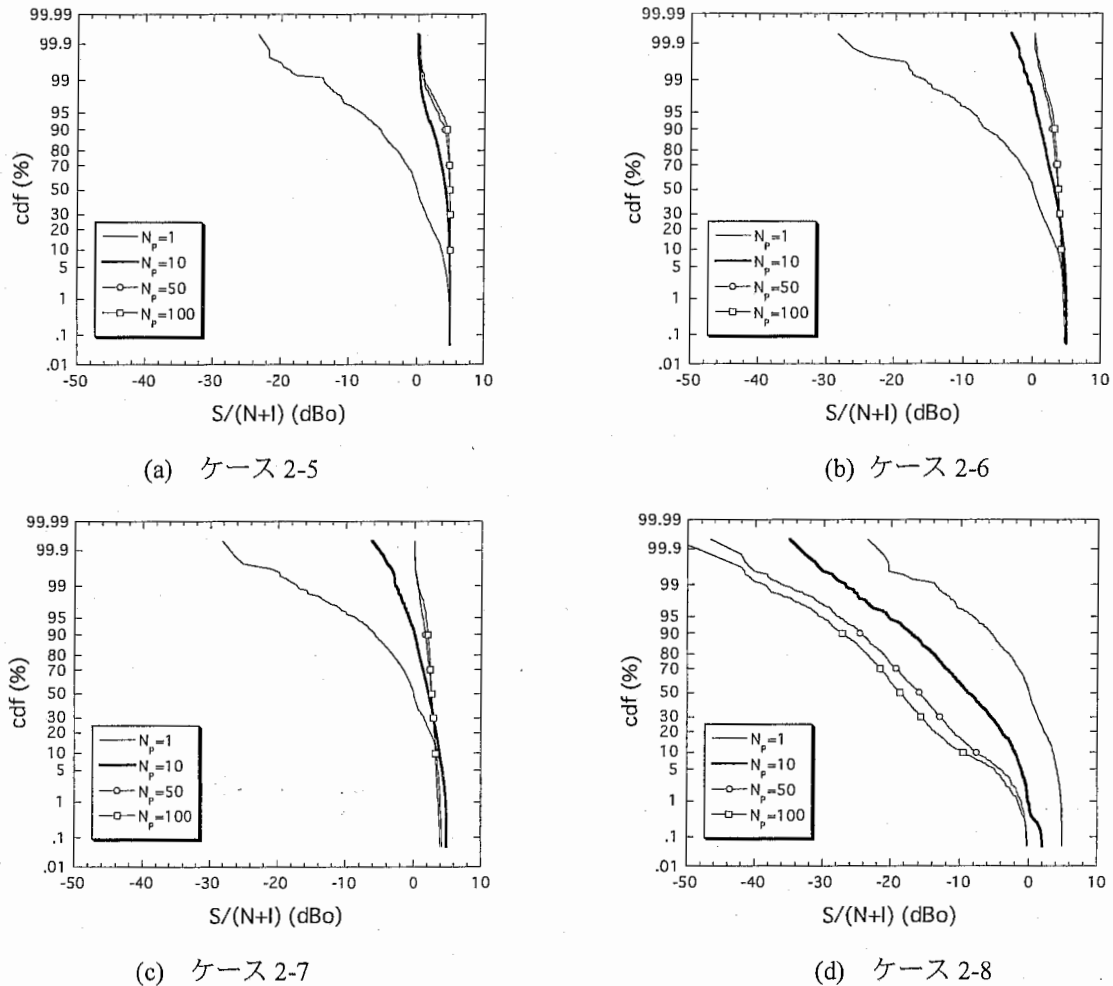 99.99
99.9
99
95
90
80
70
50
30
20
10
5
1
.1
.01
cdf (%)
N_p=1
N_p=10
N_p=50
N_p=100
-50 -40 -30 -20 -10 0 10
S/(N+I) (dBo)
(a) ケース 2-5
99.99
99.9
99
95
90
80
70
50
30
20
10
5
1
.1
.01
cdf (%)
N_p=1
N_p=10
N_p=50
N_p=100
-50 -40 -30 -20 -10 0 10
S/(N+I) (dBo)
(b) ケース 2-6
99.99
99.9
99
95
90
80
70
50
30
20
10
5
1
.1
.01
cdf (%)
N_p=1
N_p=10
N_p=50
N_p=100
-50 -40 -30 -20 -10 0 10
S/(N+I) (dBo)
(c) ケース 2-7
99.99
99.9
99
95
90
80
70
50
30
20
10
5
1
.1
.01
cdf (%)
N_p=1
N_p=10
N_p=50
N_p=100
-50 -40 -30 -20 -10 0 10
S/(N+I) (dBo)
(d) ケース 2-8